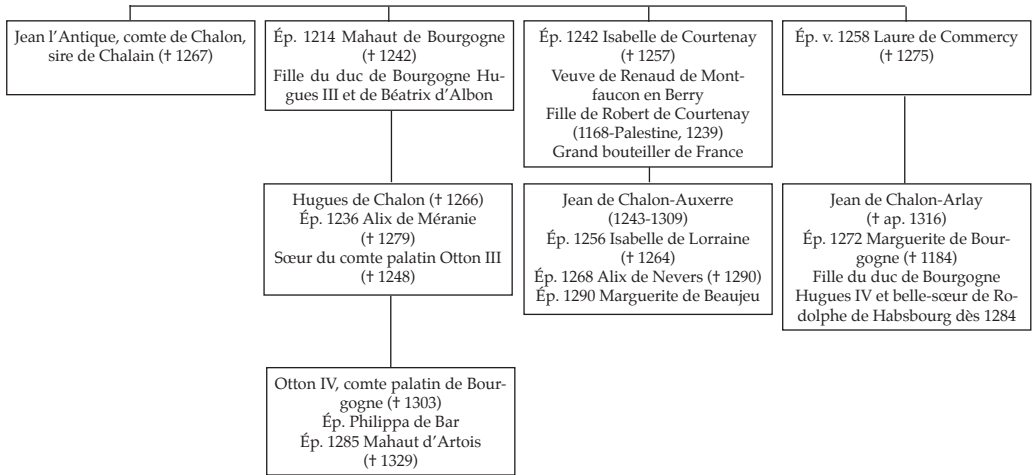 Jean l'Antique, comte de Chalon,
sire de Chalain († 1267)
Ép. 1214 Mahaut de Bourgogne
(† 1242)
Fille du duc de Bourgogne Hu-
gues III et de Béatrix d'Albon
Ép. 1242 Isabelle de Courtenay
(† 1257)
Veuve de Renaud de Mont-
faucon en Berry
Fille de Robert de Courtenay
(1168-Palestine, 1239)
Grand bouteiller de France
Ép. v. 1258 Laure de Commercy
(† 1275)
Hugues de Chalon († 1266)
Ép. 1236 Alix de Méranie
(† 1279)
Sœur du comte palatin Otton III
(† 1248)
Jean de Chalon-Auxerre
(1243-1309)
Ép. 1256 Isabelle de Lorraine
(† 1264)
Ép. 1268 Alix de Nevers († 1290)
Ép. 1290 Marguerite de Beaujeu
Jean de Chalon-Arlay
(† ap. 1316)
Ép. 1272 Marguerite de Bour-
gogne († 1184)
Fille du duc de Bourgogne
Hugues IV et belle-sœur de Ro-
dolphe de Habsbourg dès 1284
Otton IV, comte palatin de Bour-
gogne († 1303)
Ép. Philippa de Bar
Ép. 1285 Mahaut d'Artois
(† 1329)